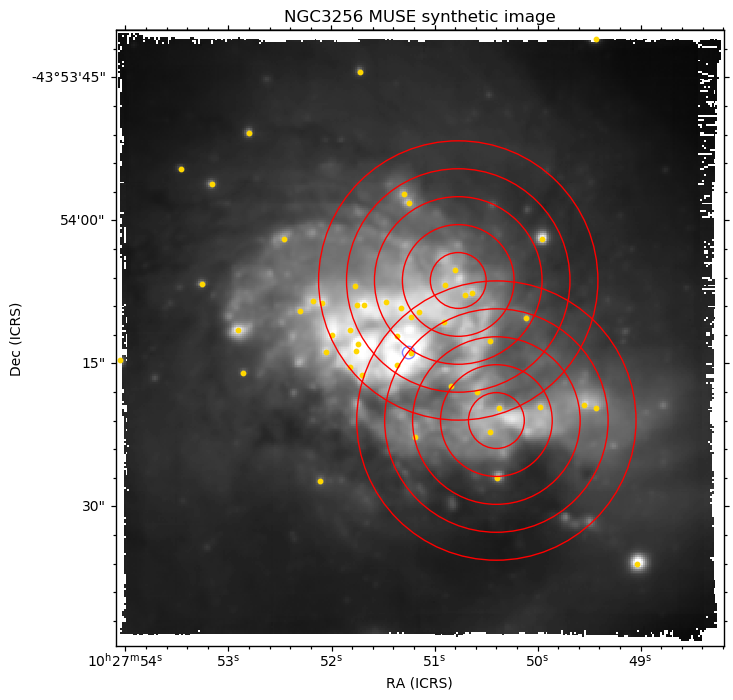 NGC3256 MUSE synthetic image
-43°53'45"
54'00"
15"
30"
Dec (ICRS)
10ʰ27ᵐ54ˢ 53ˢ 52ˢ 51ˢ 50ˢ 49ˢ
RA (ICRS)